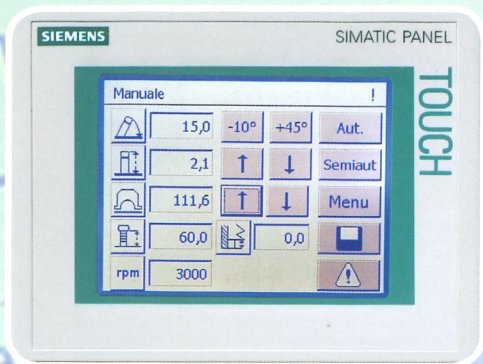 SIEMENS
SIMATIC PANEL
TOUCH
Manuale !
15,0 -10° +45° Aut.
2,1 ↑ ↓ Semiaut
111,6 ↑ ↓ Menu
60,0 0,0
rpm 3000